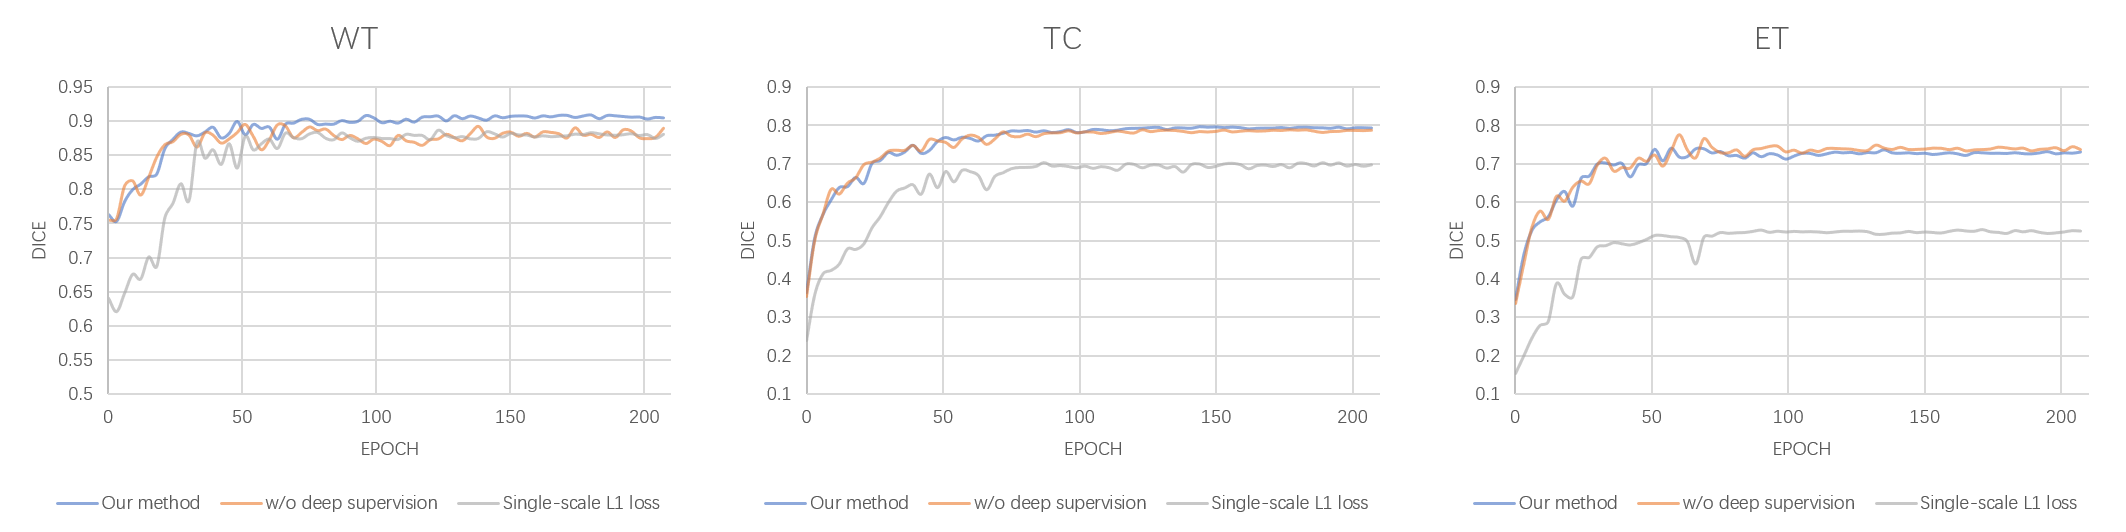 WT
0.95
0.9
0.85
0.8
0.75
0.7
0.65
0.6
0.55
0.5
DICE
0 50 100 150 200
EPOCH
Our method w/o deep supervision Single-scale L1 loss
TC
0.9
0.8
0.7
0.6
0.5
0.4
0.3
0.2
0.1
DICE
0 50 100 150 200
EPOCH
Our method w/o deep supervision Single-scale L1 loss
ET
0.9
0.8
0.7
0.6
0.5
0.4
0.3
0.2
0.1
DICE
0 50 100 150 200
EPOCH
Our method w/o deep supervision Single-scale L1 loss